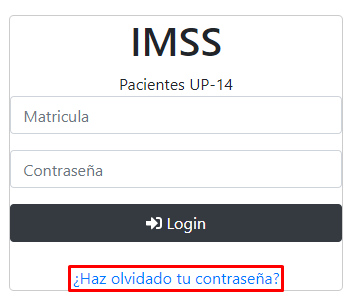 IMSS
Pacientes UP-14
Matricula
Contraseña
Login
¿Haz olvidado tu contraseña?